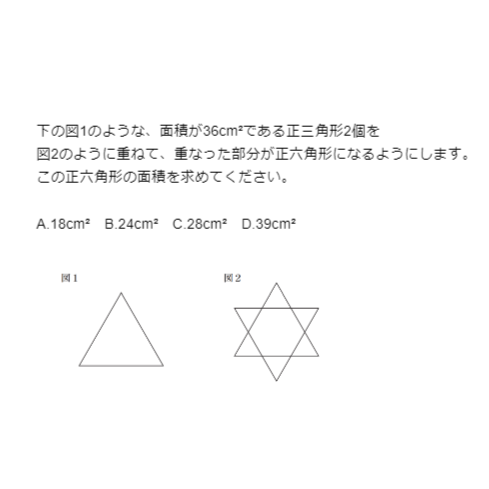 下の図1のような、面積が36cm²である正三角形2個を
図2のように重ねて、重なった部分が正六角形になるようにします。
この正六角形の面積を求めてください。
A.18cm² B.24cm² C.28cm² D.39cm²
図1 図2